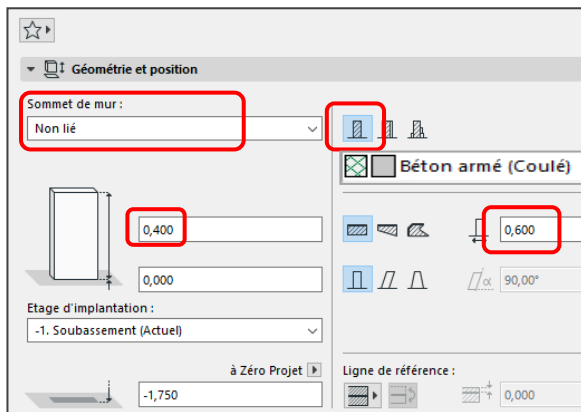 Géométrie et position
Sommet de mur :
Non lié
Béton armé (Coulé)
0,400
0,600
0,000
α
90,00°
Etage d'implantation :
-1. Soubassement (Actuel)
à Zéro Projet
Ligne de référence :
-1,750
0,000